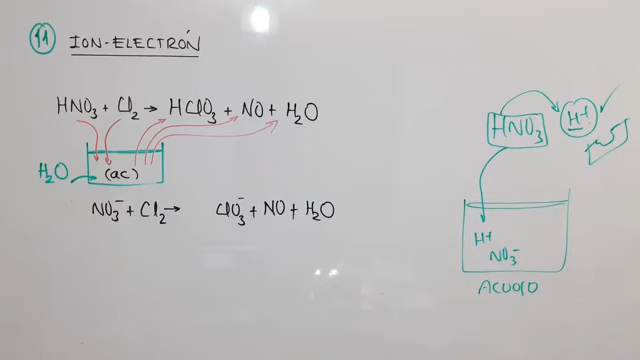 11 ION-ELECTRÓN
HNO₃ + Cl₂ → HClO₃ + NO + H₂O
H₂O (ac)
NO₃⁻ + Cl₂ → ClO₃⁻ + NO + H₂O
HNO₃ H+
H+
NO₃⁻
ACUOSO